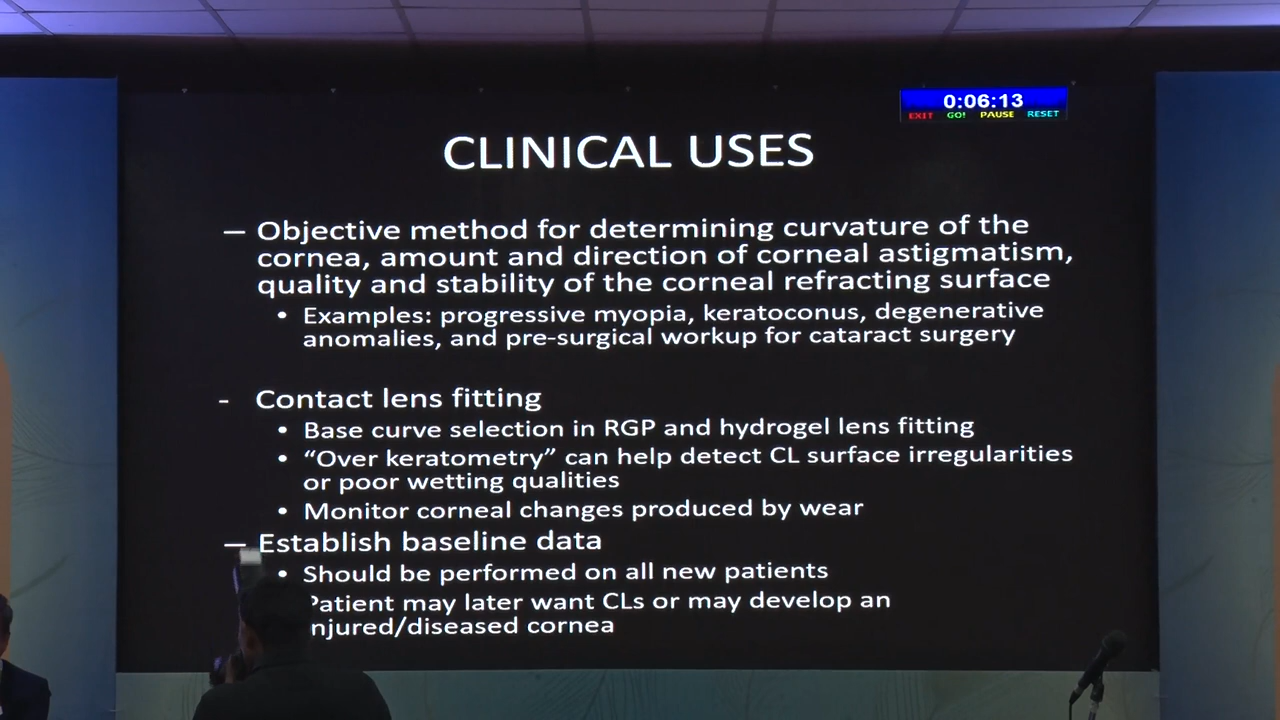 0:06:13
EXIT GO! PAUSE RESET
CLINICAL USES
– Objective method for determining curvature of the
cornea, amount and direction of corneal astigmatism,
quality and stability of the corneal refracting surface
• Examples: progressive myopia, keratoconus, degenerative
anomalies, and pre-surgical workup for cataract surgery
- Contact lens fitting
• Base curve selection in RGP and hydrogel lens fitting
• “Over keratometry” can help detect CL surface irregularities
or poor wetting qualities
• Monitor corneal changes produced by wear
– Establish baseline data
• Should be performed on all new patients
Patient may later want CLs or may develop an
njured/diseased cornea